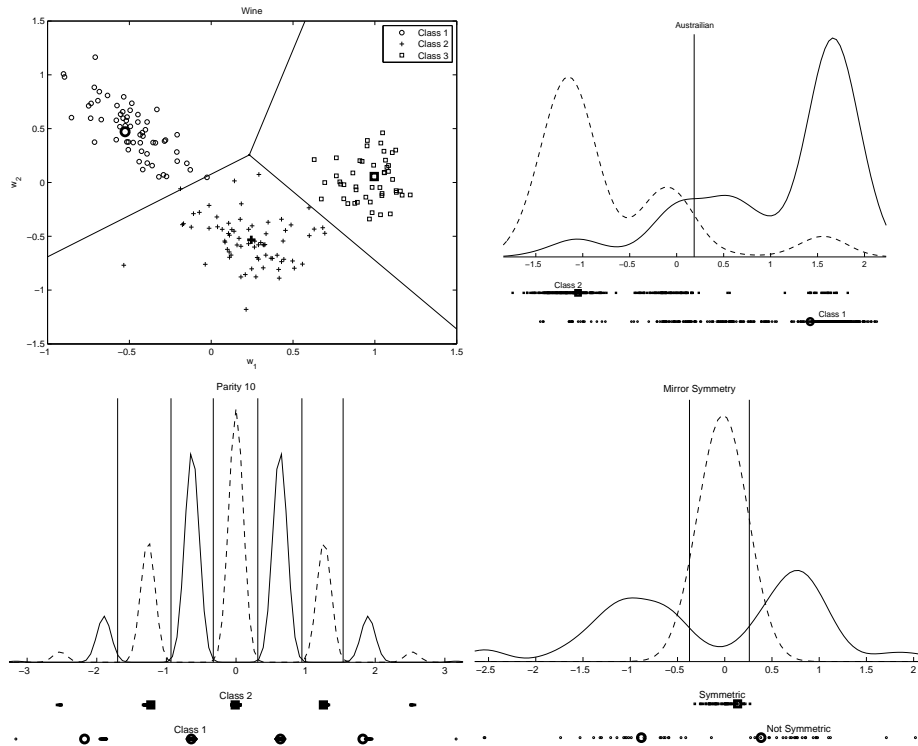 Wine
1.5
1
0.5
0
−0.5
−1
−1.5
−1 −0.5 0 0.5 1 1.5
w1
w2
Class 1
Class 2
Class 3
Austrailian
−1.5 −1 −0.5 0 0.5 1 1.5 2
Class 2
Class 1
Parity 10
−3 −2 −1 0 1 2 3
Class 2
Class 1
Mirror Symmetry
−2.5 −2 −1.5 −1 −0.5 0 0.5 1 1.5 2
Symmetric
Not Symmetric